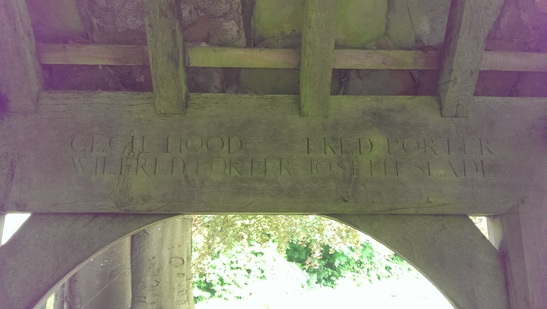 CECIL HOOD FRED PORTER
WILFRED PORTER JOSEPH SLADE